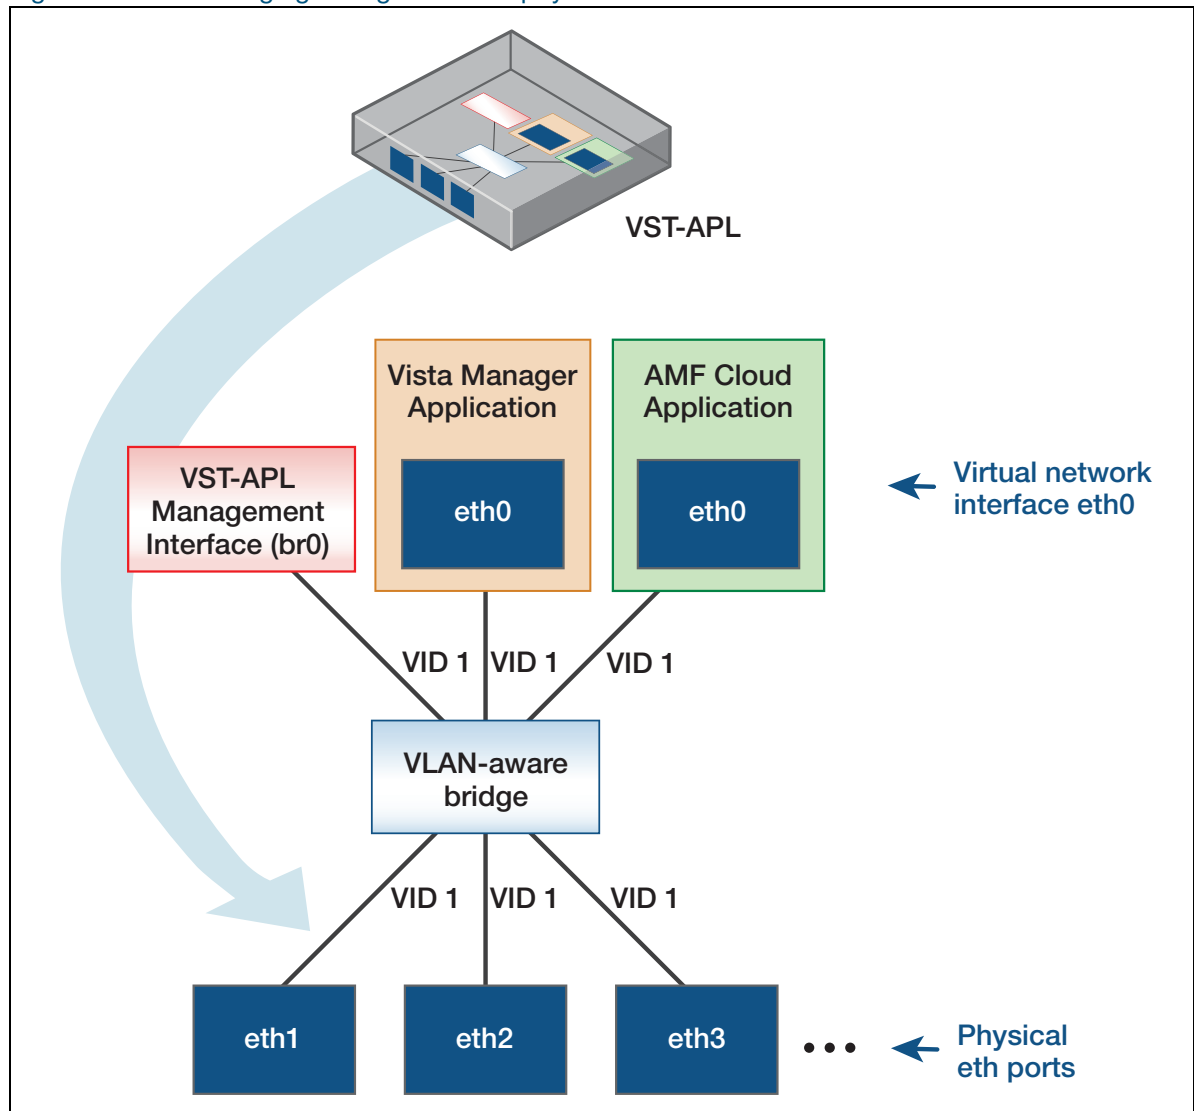 VST-APL
Vista Manager
Application
AMF Cloud
Application
VST-APL
Management
Interface (br0)
eth0
eth0
Virtual network
interface eth0
VID 1
VID 1
VID 1
VLAN-aware
bridge
VID 1
VID 1
VID 1
eth1
eth2
eth3
•••
Physical
eth ports